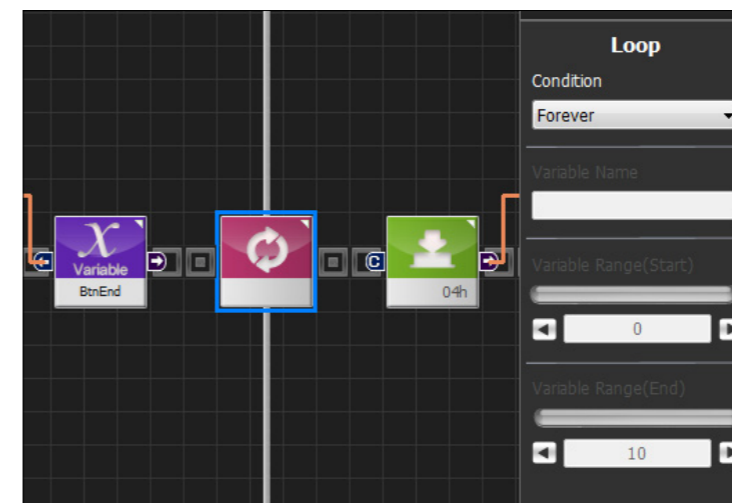 Loop
Condition
Forever
Variable Name
Variable Range(Start)
0
Variable Range(End)
10
X
Variable
BtnEnd
C
04h